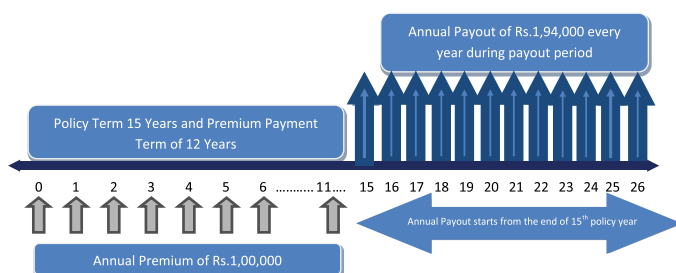 Annual Payout of Rs.1,94,000 every
year during payout period
Policy Term 15 Years and Premium Payment
Term of 12 Years
0 1 2 3 4 5 6 ........... 11.... 15 16 17 18 19 20 21 22 23 24 25 26
Annual Payout starts from the end of 15th policy year
Annual Premium of Rs.1,00,000